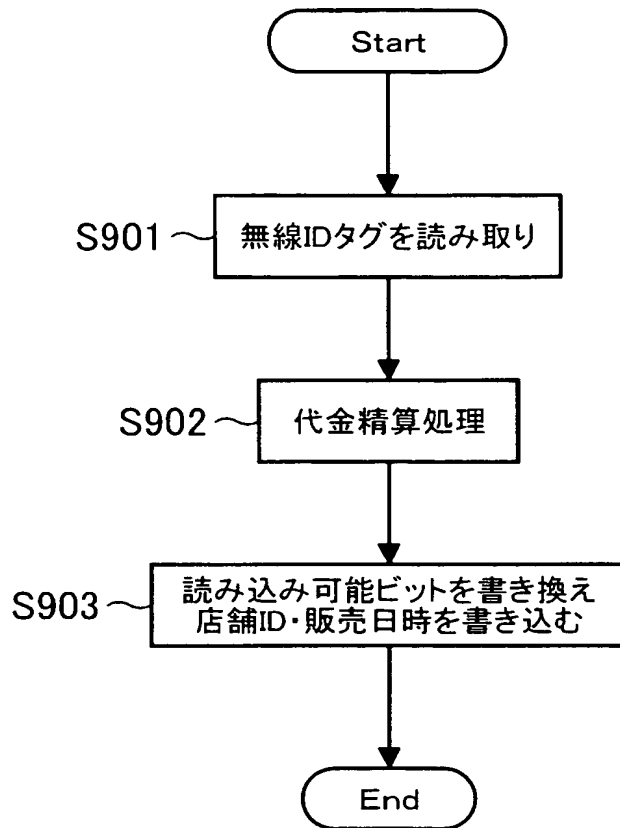 Start
S901 無線IDタグを読み取り
S902 代金精算処理
S903 読み込み可能ビットを書き換え
店舗ID・販売日時を書き込む
End